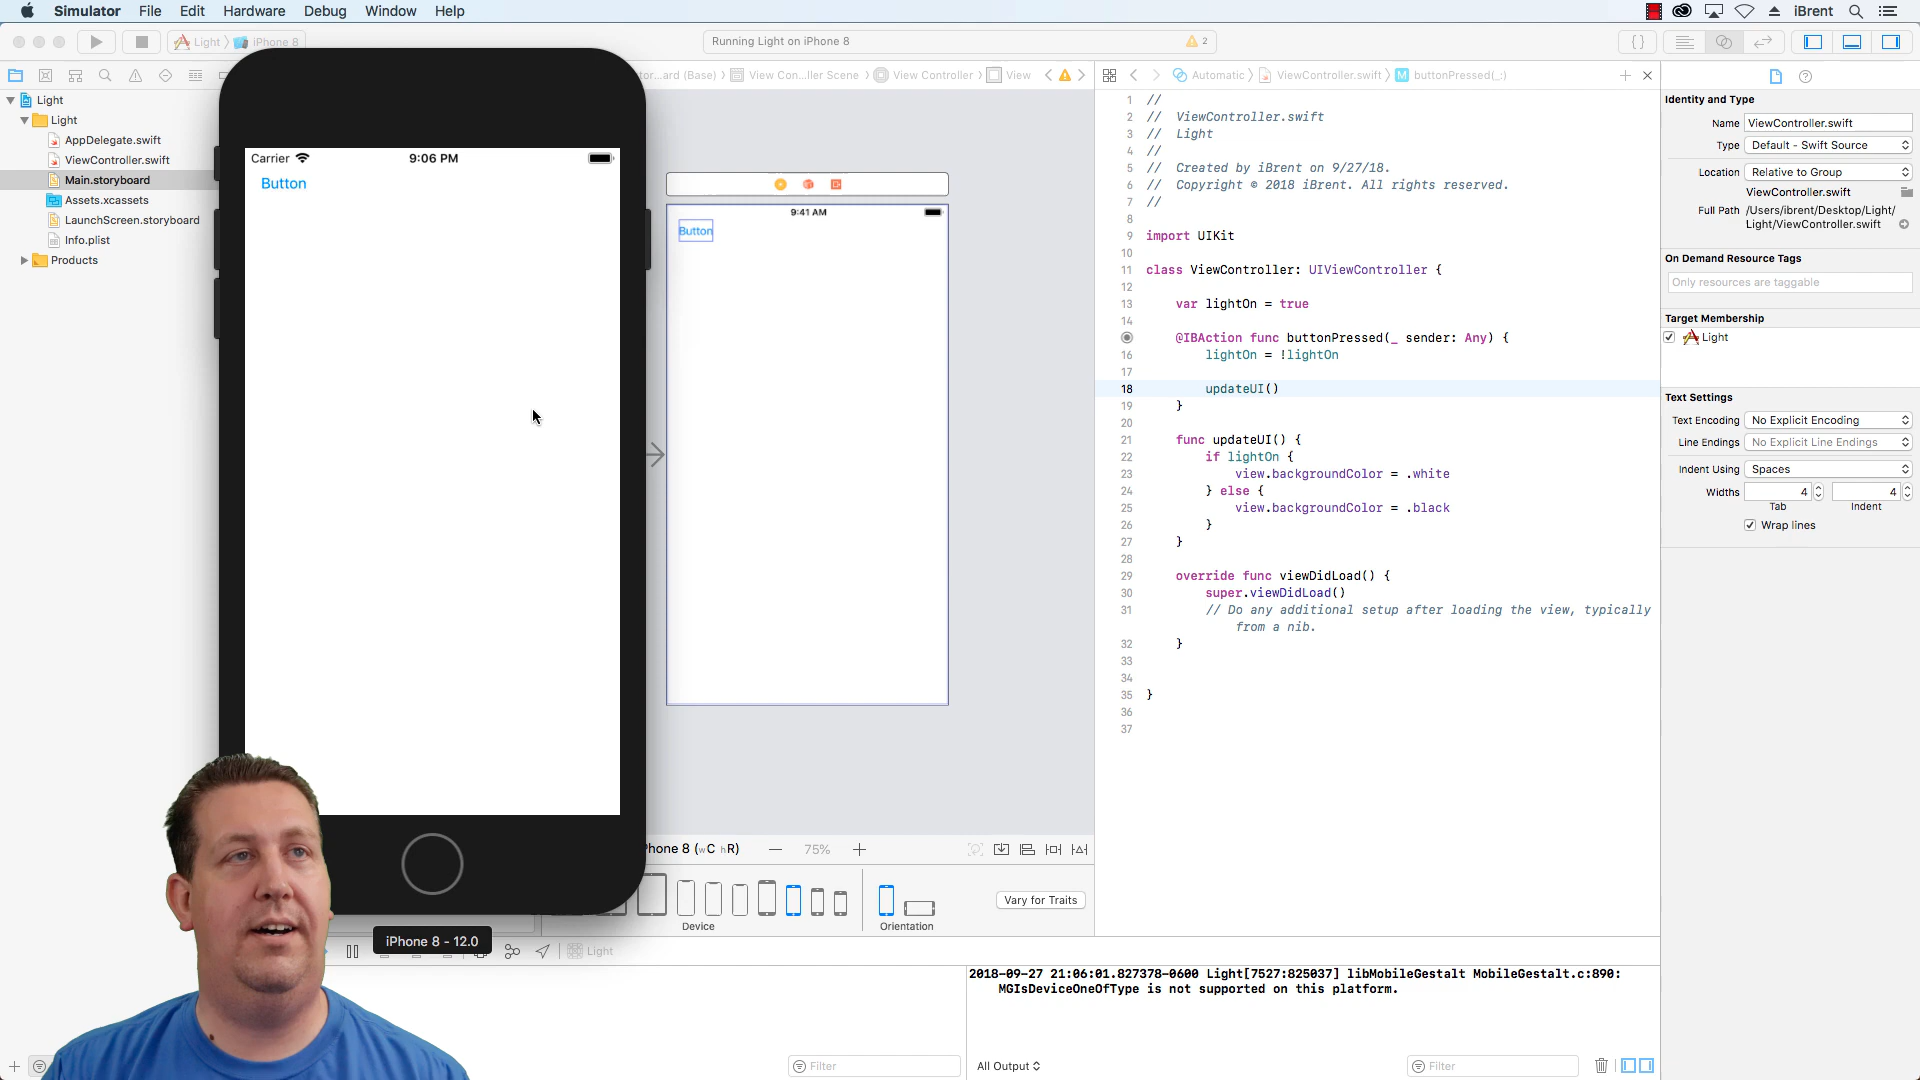 Simulator File Edit Hardware Debug Window Help iBrent
Light iPhone 8 Running Light on iPhone 8 2
tor...ard (Base) View Con...ller Scene View Controller View
Automatic ViewController.swift buttonPressed(_:)
Light
Light
AppDelegate.swift
ViewController.swift
Main.storyboard
Assets.xcassets
LaunchScreen.storyboard
Info.plist
Products
Carrier 9:06 PM
Button
iPhone 8 - 12.0
9:41 AM
Button
1 //
2 // ViewController.swift
3 // Light
4 //
5 // Created by iBrent on 9/27/18.
6 // Copyright © 2018 iBrent. All rights reserved.
7 //
8
9 import UIKit
10
11 class ViewController: UIViewController {
12
13 var lightOn = true
14
@IBAction func buttonPressed(_ sender: Any) {
16 lightOn = !lightOn
17
18 updateUI()
19 }
20
21 func updateUI() {
22 if lightOn {
23 view.backgroundColor = .white
24 } else {
25 view.backgroundColor = .black
26 }
27 }
28
29 override func viewDidLoad() {
30 super.viewDidLoad()
31 // Do any additional setup after loading the view, typically
from a nib.
32 }
33
34
35 }
36
37
Identity and Type
Name ViewController.swift
Type Default - Swift Source
Location Relative to Group
ViewController.swift
Full Path /Users/ibrent/Desktop/Light/
Light/ViewController.swift
On Demand Resource Tags
Only resources are taggable
Target Membership
Light
Text Settings
Text Encoding No Explicit Encoding
Line Endings No Explicit Line Endings
Indent Using Spaces
Widths 4 4
Tab Indent
Wrap lines
hone 8 (wC hR) 75%
Vary for Traits
Device Orientation
Light
2018-09-27 21:06:01.827378-0600 Light[7527:825037] libMobileGestalt MobileGestalt.c:890:
MGIsDeviceOneOfType is not supported on this platform.
Filter All Output Filter